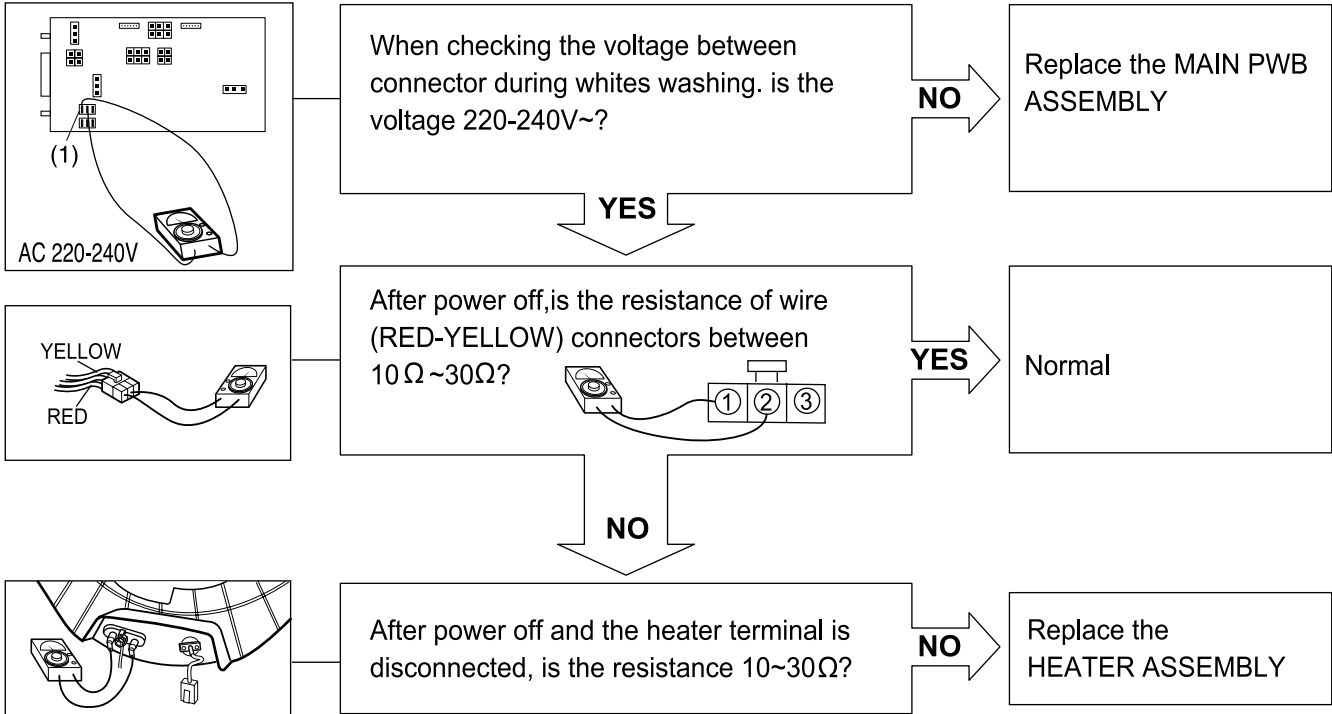 (1)
AC 220-240V
When checking the voltage between
connector during whites washing. is the
voltage 220-240V~?
NO
Replace the MAIN PWB
ASSEMBLY
YES
YELLOW
RED
After power off,is the resistance of wire
(RED-YELLOW) connectors between
10Ω~30Ω?
① ② ③
YES
Normal
NO
After power off and the heater terminal is
disconnected, is the resistance 10~30Ω?
NO
Replace the
HEATER ASSEMBLY